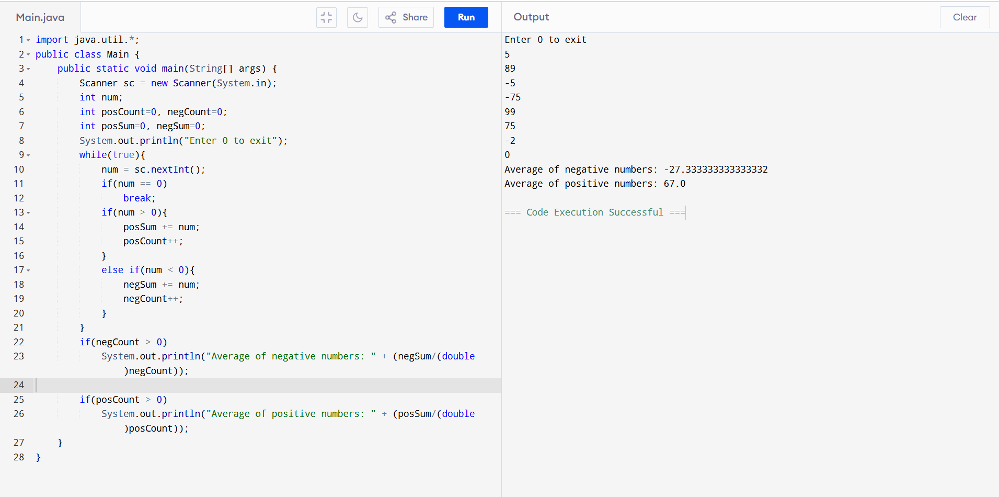 Main.java
Share
Run
1 import java.util.*;
2 public class Main {
3     public static void main(String[] args) {
4         Scanner sc = new Scanner(System.in);
5         int num;
6         int posCount=0, negCount=0;
7         int posSum=0, negSum=0;
8         System.out.println("Enter 0 to exit");
9         while(true){
10             num = sc.nextInt();
11             if(num == 0)
12                 break;
13             if(num > 0){
14                 posSum += num;
15                 posCount++;
16             }
17             else if(num < 0){
18                 negSum += num;
19                 negCount++;
20             }
21         }
22         if(negCount > 0)
23             System.out.println("Average of negative numbers: " + (negSum/(double
                )negCount));
24
25         if(posCount > 0)
26             System.out.println("Average of positive numbers: " + (posSum/(double
                )posCount));
27     }
28 }
Output
Clear
Enter 0 to exit
5
89
-5
-75
99
75
-2
0
Average of negative numbers: -27.333333333333332
Average of positive numbers: 67.0
=== Code Execution Successful ===